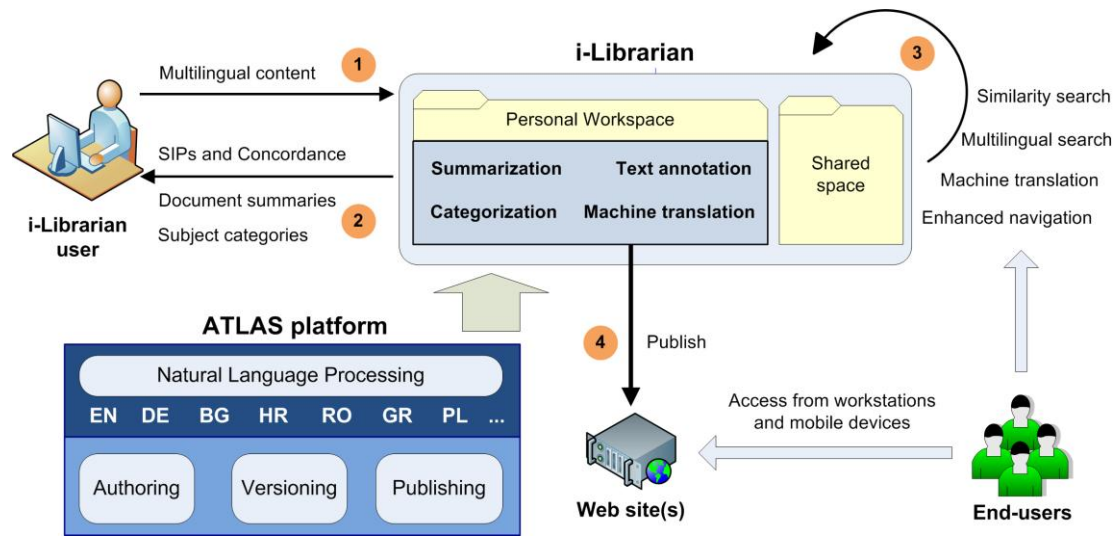 i-Librarian
1
3
Multilingual content
Similarity search
Personal Workspace
Multilingual search
SIPs and Concordance
Summarization
Text annotation
Shared
space
Machine translation
Document summaries
Categorization
Machine translation
Enhanced navigation
i-Librarian
user
2
Subject categories
ATLAS platform
4
Publish
Natural Language Processing
EN DE BG HR RO GR PL ...
Access from workstations
and mobile devices
Authoring
Versioning
Publishing
Web site(s)
End-users